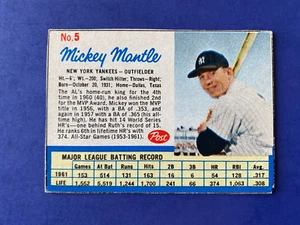 No. 5
Mickey Mantle
NEW YORK YANKEES – OUTFIELDER
Ht.–6'; Wt.–200; Switch Hitter; Throws–Right;
Born–October 20, 1931; Home–Dallas, Texas
The AL's home-run king for the
4th time in 1960 (40), he also finished 2nd
for the MVP Award. Mickey won the MVP
title in 1956, with a BA of .353, and
again in 1957 with a BA of .365 (his
all-time high). Has hit 14 World Series
HR's–one behind Ruth's record of 15.
He ranks 6th in lifetime HR's with
374. All-Star Games (1953-1961).
Post
MAJOR LEAGUE BATTING RECORD
Games At Bat Runs Hits 2B 3B HR RBI Avg.
1961 153 514 131 163 16 6 54 128 .317
LIFE 1,552 5,519 1,244 1,700 241 66 374 1,063 .308